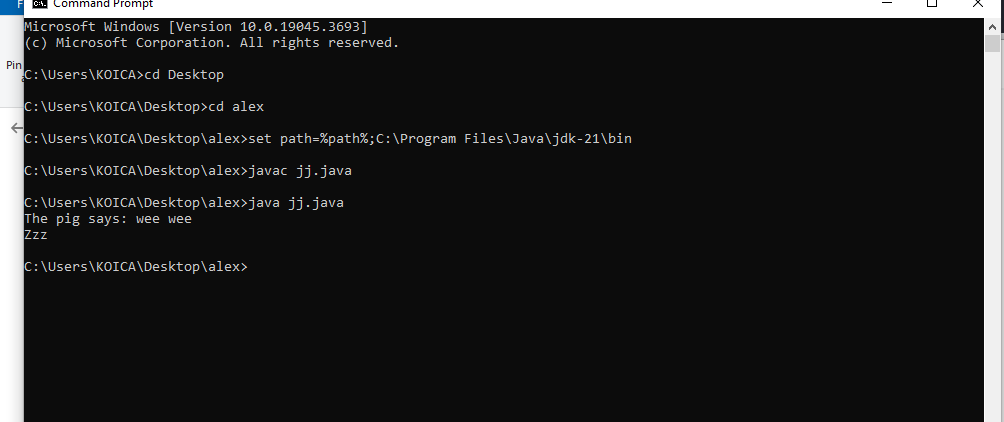 F
Command Prompt
Pin
Microsoft Windows [Version 10.0.19045.3693]
(c) Microsoft Corporation. All rights reserved.
C:\Users\KOICA>cd Desktop
C:\Users\KOICA\Desktop>cd alex
C:\Users\KOICA\Desktop\alex>set path=%path%;C:\Program Files\Java\jdk-21\bin
C:\Users\KOICA\Desktop\alex>javac jj.java
C:\Users\KOICA\Desktop\alex>java jj.java
The pig says: wee wee
Zzz
C:\Users\KOICA\Desktop\alex>